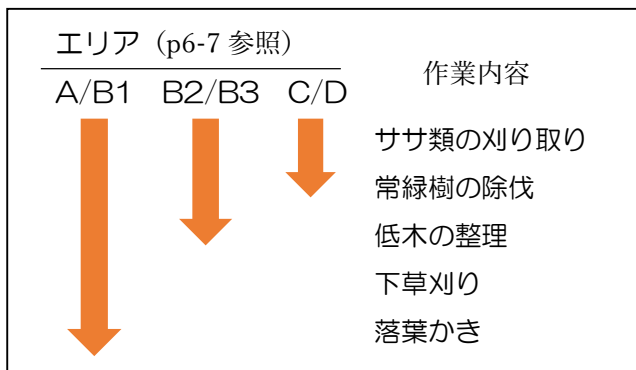 エリア（p6-7 参照）
A/B1 B2/B3 C/D
作業内容
ササ類の刈り取り
常緑樹の除伐
低木の整理
下草刈り
落葉かき